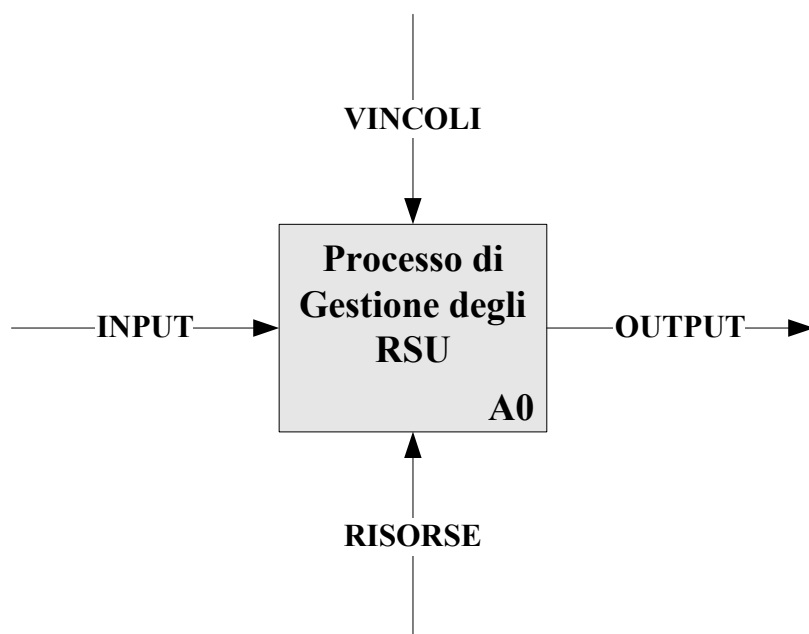 VINCOLI
Processo di
Gestione degli
RSU
INPUT
OUTPUT
A0
RISORSE